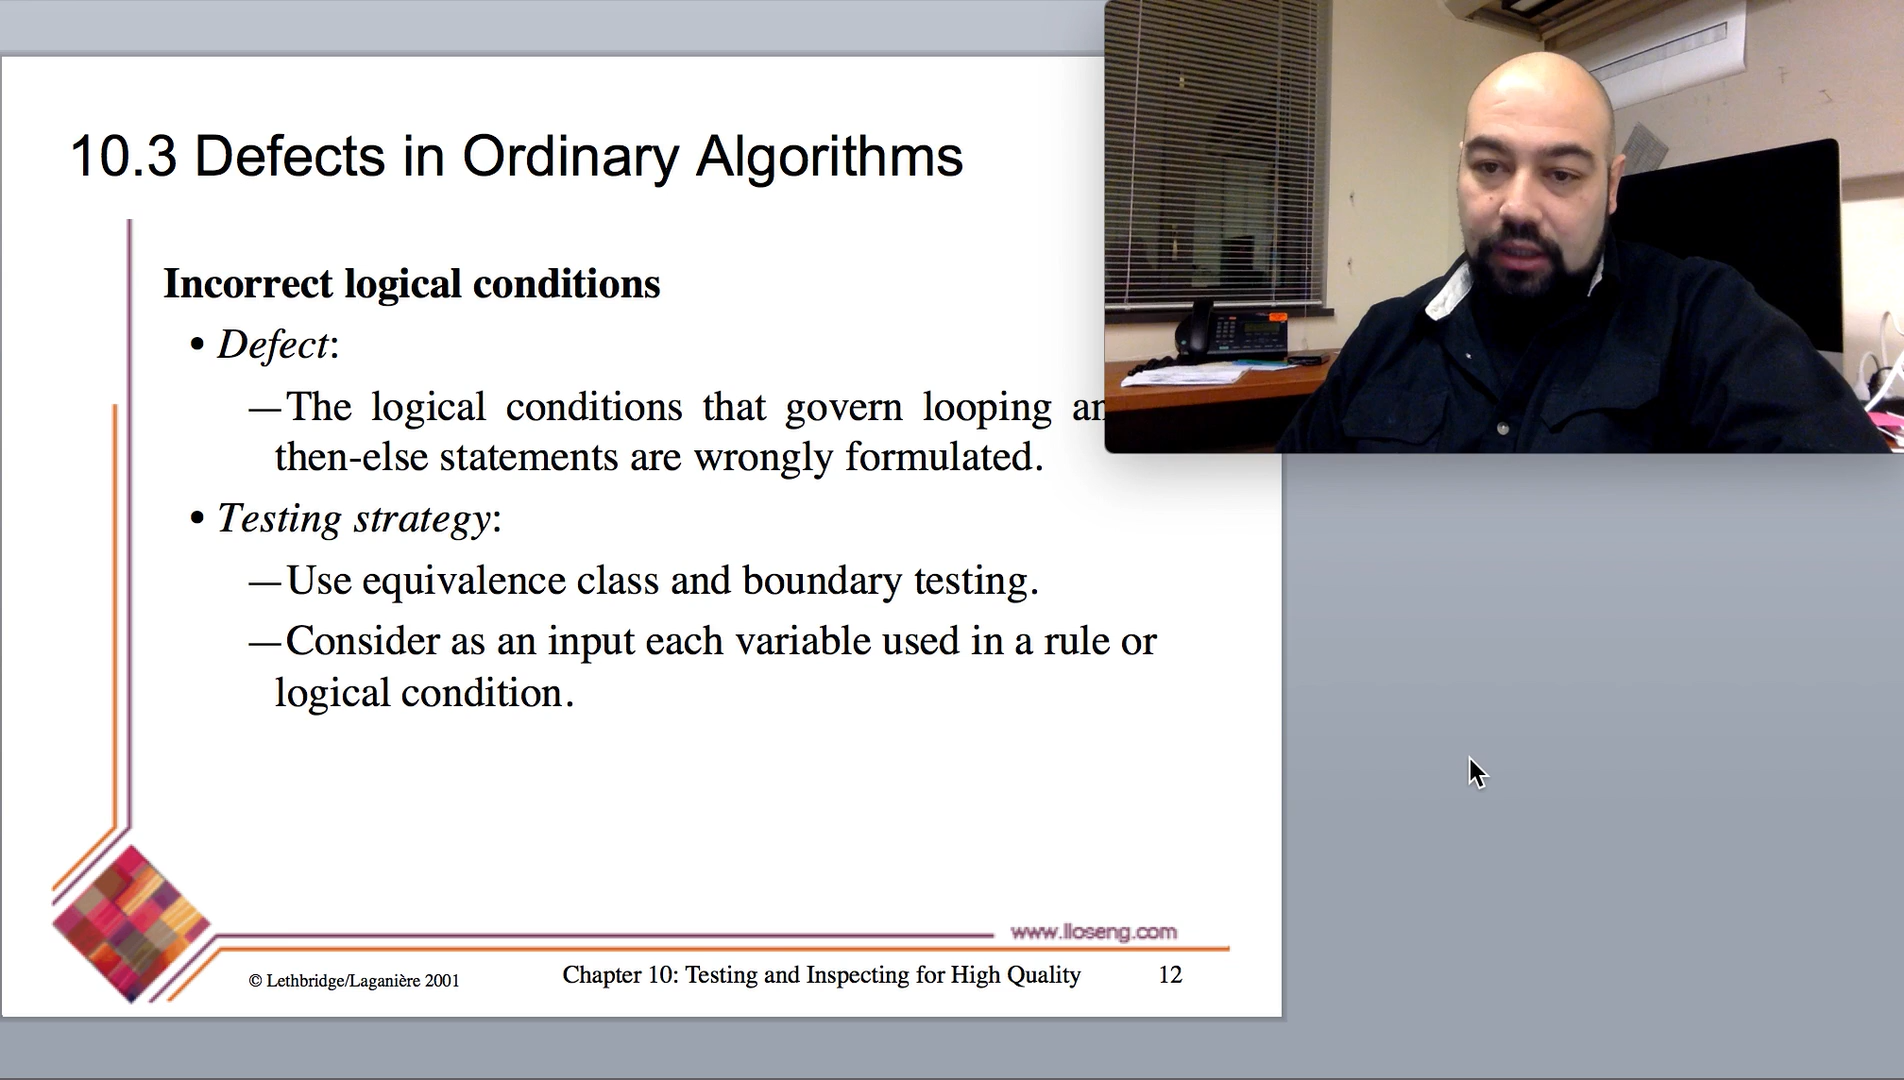 10.3 Defects in Ordinary Algorithms
Incorrect logical conditions
• Defect:
—The logical conditions that govern looping
then-else statements are wrongly formulated.
• Testing strategy:
—Use equivalence class and boundary testing.
—Consider as an input each variable used in a rule or
logical condition.
www.lloseng.com
© Lethbridge/Laganière 2001
Chapter 10: Testing and Inspecting for High Quality
12